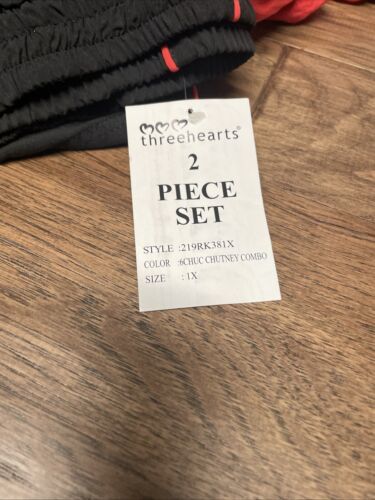 threehearts®
2
PIECE
SET
STYLE :219RK381X
COLOR :6CHUC CHUTNEY COMBO
SIZE : 1X